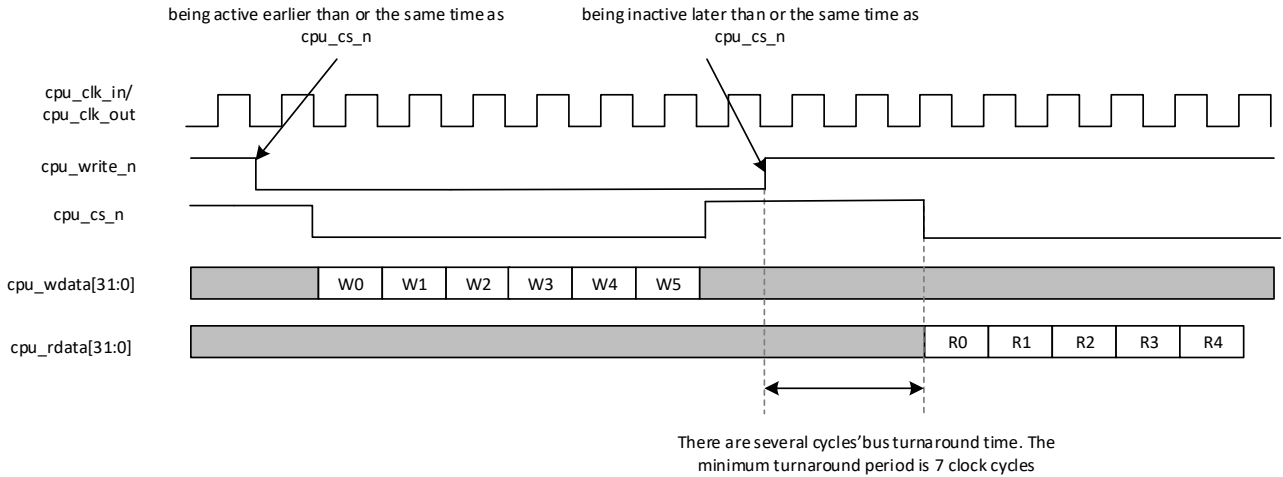 being active earlier than or the same time as
cpu_cs_n
being inactive later than or the same time as
cpu_cs_n
cpu_clk_in/
cpu_clk_out
cpu_write_n
cpu_cs_n
cpu_wdata[31:0]
W0 W1 W2 W3 W4 W5
cpu_rdata[31:0]
R0 R1 R2 R3 R4
There are several cycles'bus turnaround time. The
minimum turnaround period is 7 clock cycles